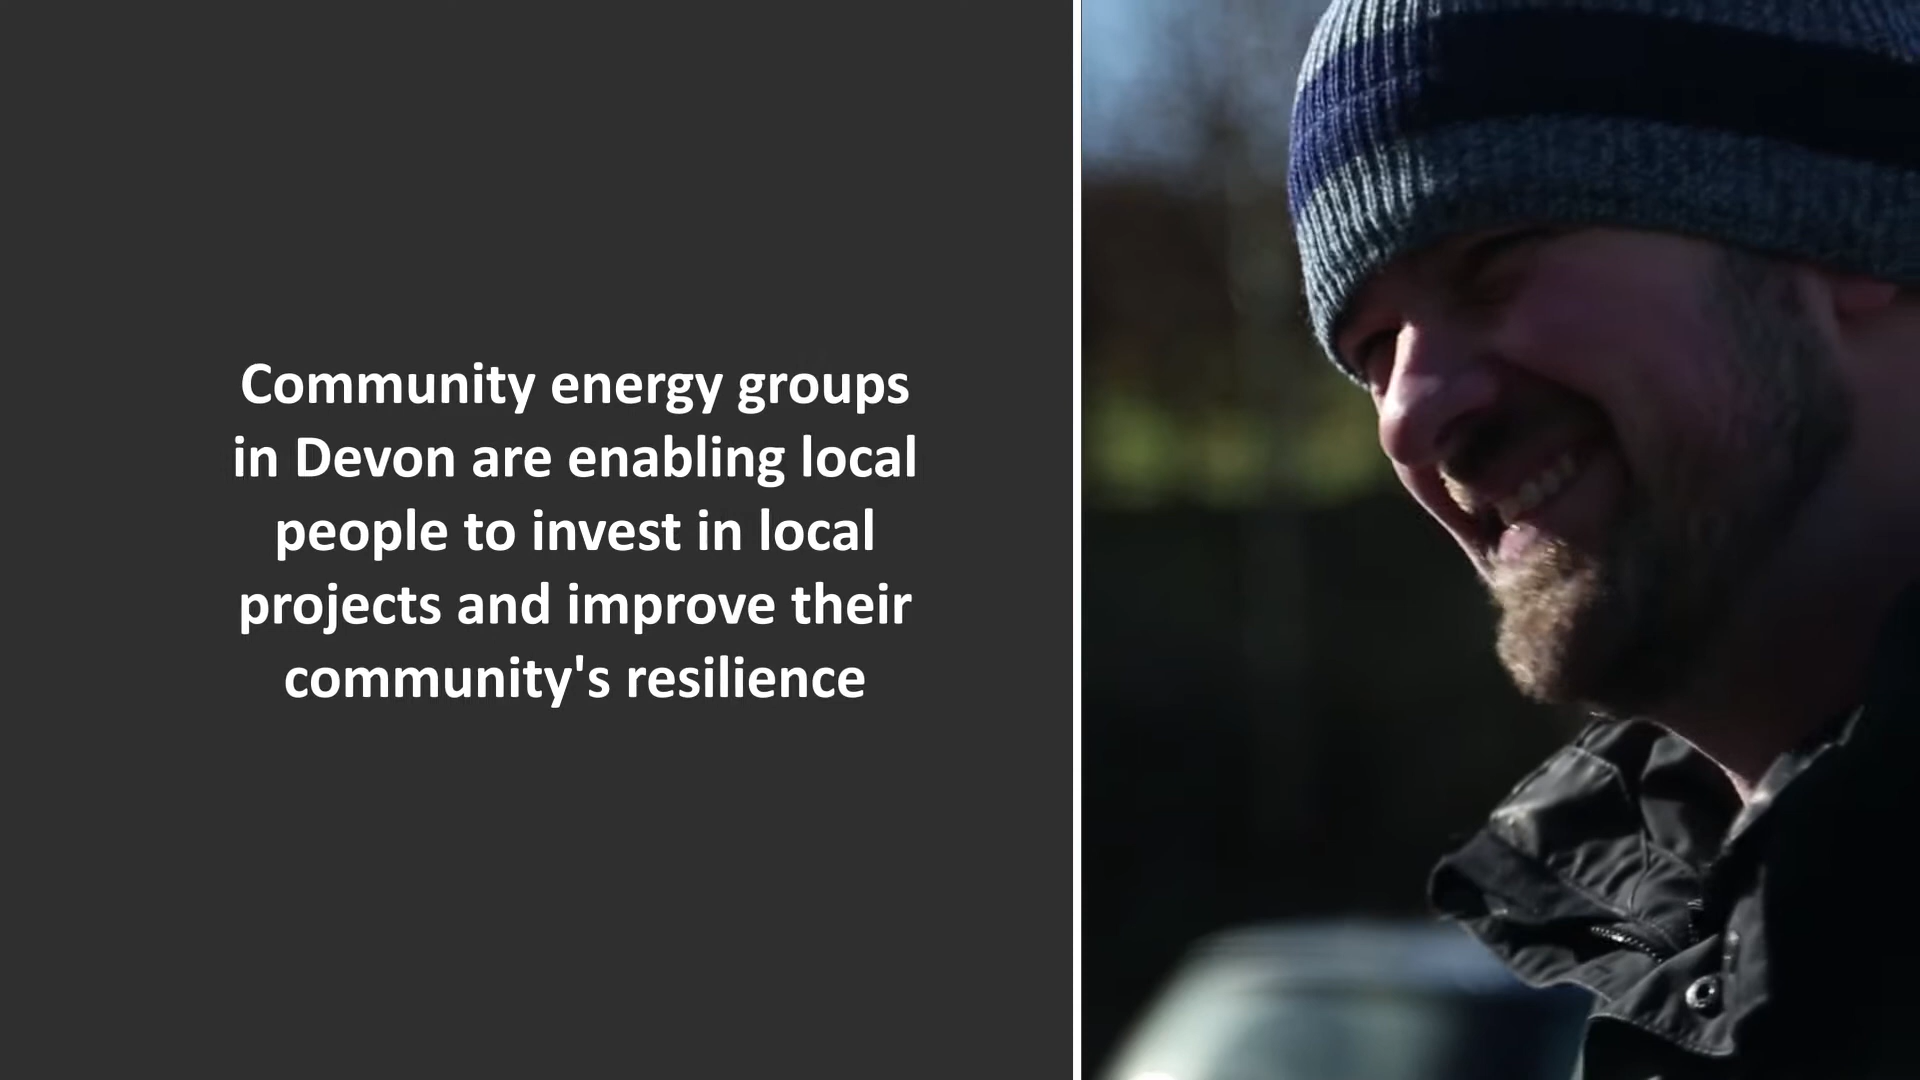 Community energy groups
in Devon are enabling local
people to invest in local
projects and improve their
community's resilience